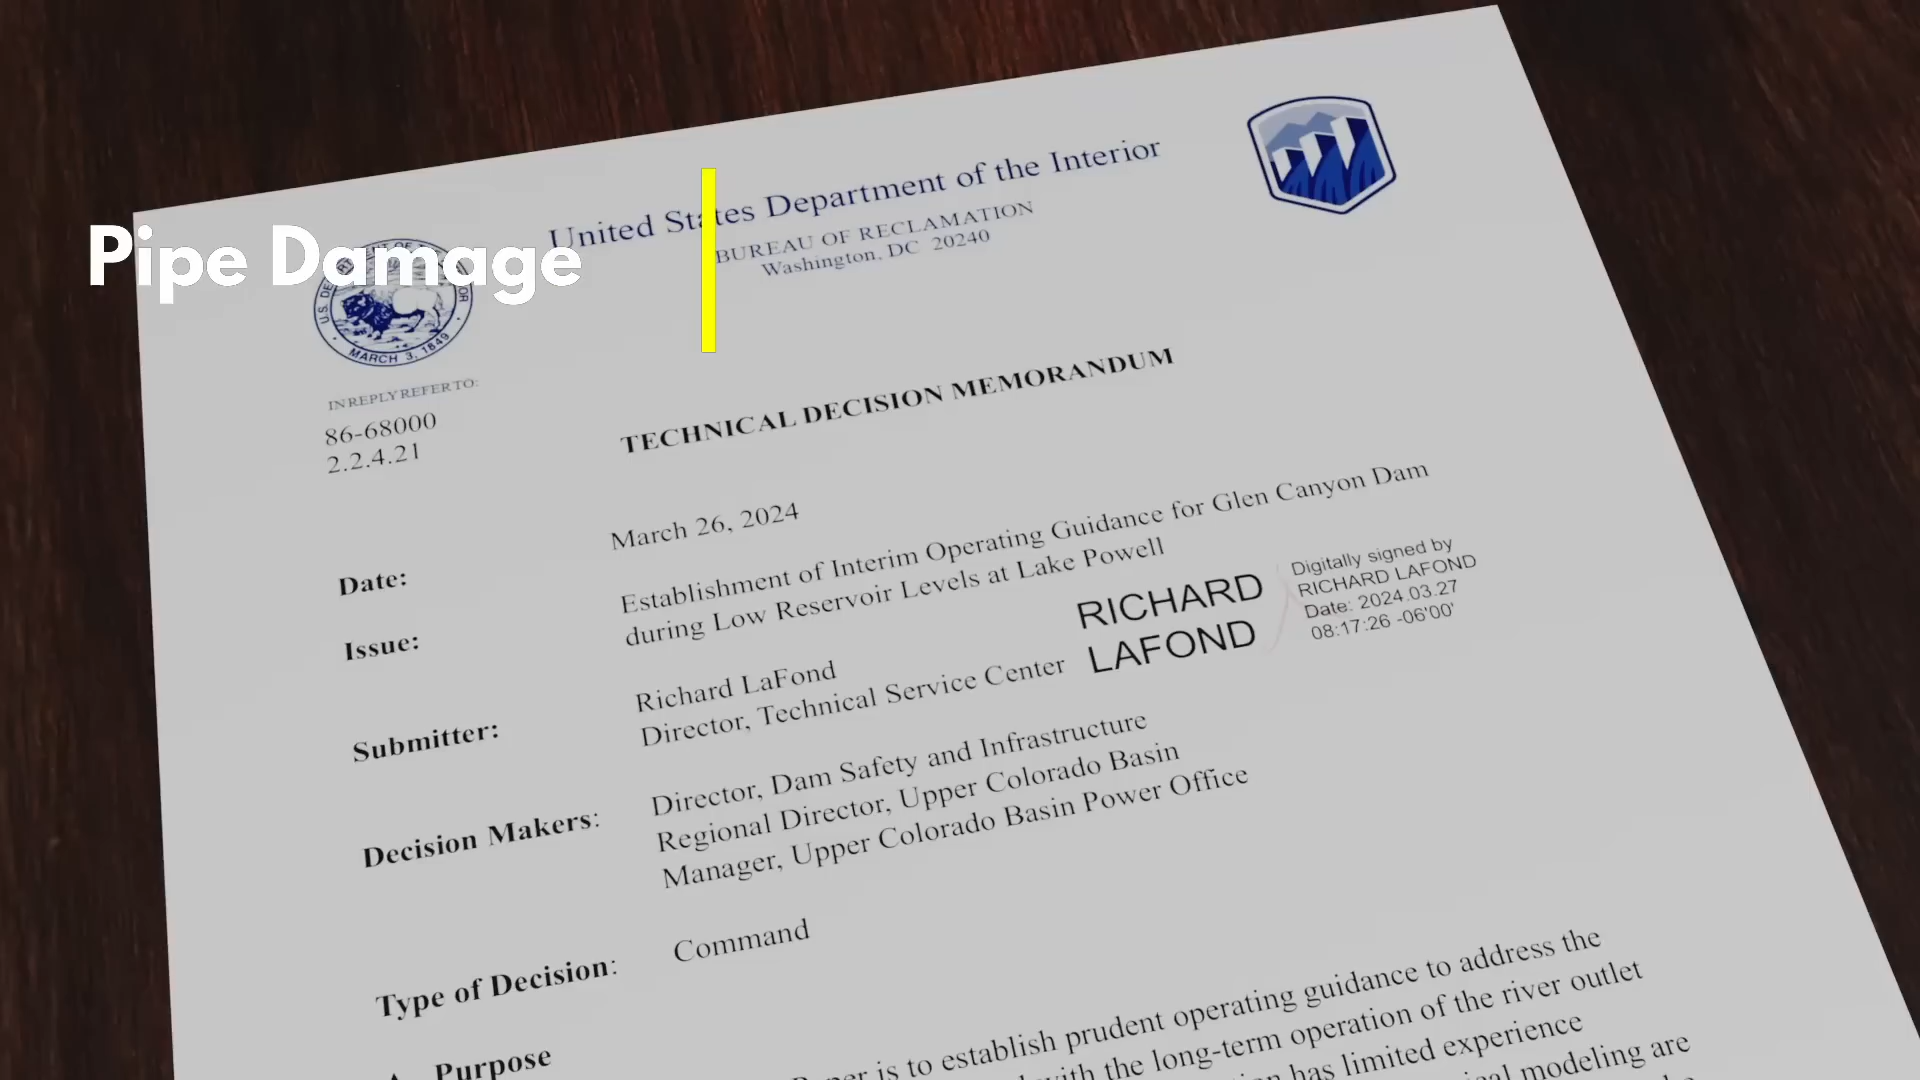 Pipe Damage
United States Department of the Interior
BUREAU OF RECLAMATION
Washington, DC 20240
MARCH 3, 1849
IN REPLY REFER TO:
86-68000
2.2.4.21
TECHNICAL DECISION MEMORANDUM
Date:
March 26, 2024
Issue:
Establishment of Interim Operating Guidance for Glen Canyon Dam
during Low Reservoir Levels at Lake Powell
Submitter:
Richard LaFond
Director, Technical Service Center
RICHARD
LAFOND
Digitally signed by
RICHARD LAFOND
Date: 2024.03.27
08:17:26 -06'00'
Decision Makers:
Director, Dam Safety and Infrastructure
Regional Director, Upper Colorado Basin
Manager, Upper Colorado Basin Power Office
Type of Decision:
Command
Purpose
is to establish prudent operating guidance to address the
with the long-term operation of the river outlet
has limited experience
modeling are